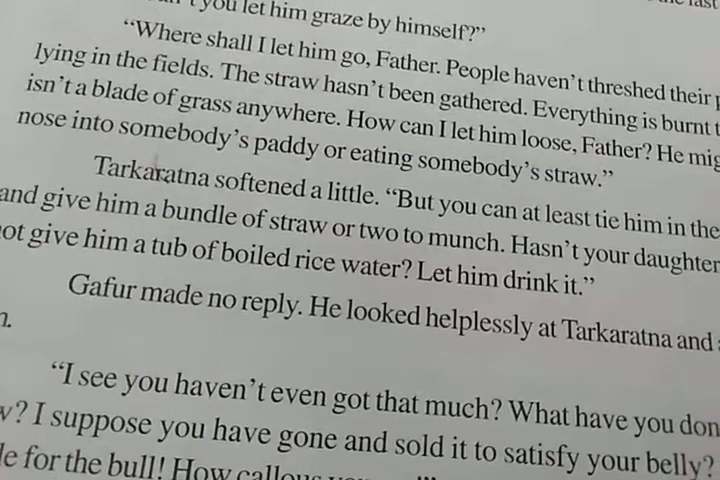 you let him graze by himself?”
“Where shall I let him go, Father. People haven’t threshed their
lying in the fields. The straw hasn’t been gathered. Everything is burnt
isn’t a blade of grass anywhere. How can I let him loose, Father? He
nose into somebody’s paddy or eating somebody’s straw.”
Tarkaratna softened a little. “But you can at least tie him in the
and give him a bundle of straw or two to munch. Hasn’t your daughter
give him a tub of boiled rice water? Let him drink it.”
Gafur made no reply. He looked helplessly at Tarkaratna and
“I see you haven’t even got that much? What have you
I suppose you have gone and sold it to satisfy your belly?
for the bull! How